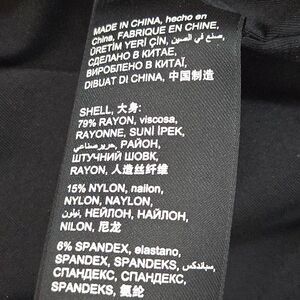 MADE IN CHINA, hecho en
China, FABRIQUE EN CHINE,
ÜRETİM YERİ ÇİN, صنع في الصين,
СДЕЛАНО В КИТАЕ,
ВИРОБЛЕНО В КИТАЇ,
DIBUAT DI CHINA, 中国制造
SHELL, 大身:
79% RAYON, viscosa,
RAYONNE, SUNİ İPEK,
حرير صناعي, РАЙОН,
ШТУЧНИЙ ШОВК,
RAYON, 人造丝纤维
15% NYLON, nailon,
NYLON, NAYLON,
نيلون, НЕЙЛОН, НАЙЛОН,
NILON, 尼龙
6% SPANDEX, elastano,
SPANDEX, SPANDEKS, سباندكس,
СПАНДЕКС, СПАНДЕКС,
SPANDEKS, 氨纶